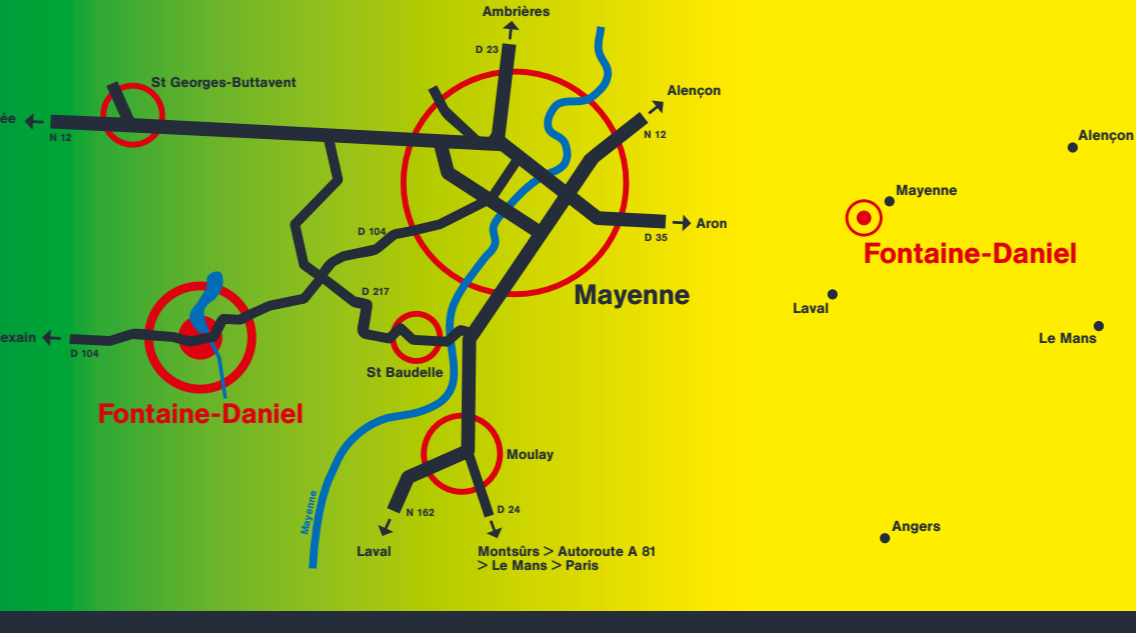 Ambrières
D 23
St Georges-Buttavent
Alençon
N 12
N 12
Alençon
Mayenne
D 104
Aron
D 35
Fontaine-Daniel
D 217
Mayenne
Laval
Le Mans
D 104
St Baudelle
Fontaine-Daniel
Moulay
Mayenne
N 162
D 24
Angers
Laval
Montsûrs > Autoroute A 81
> Le Mans > Paris